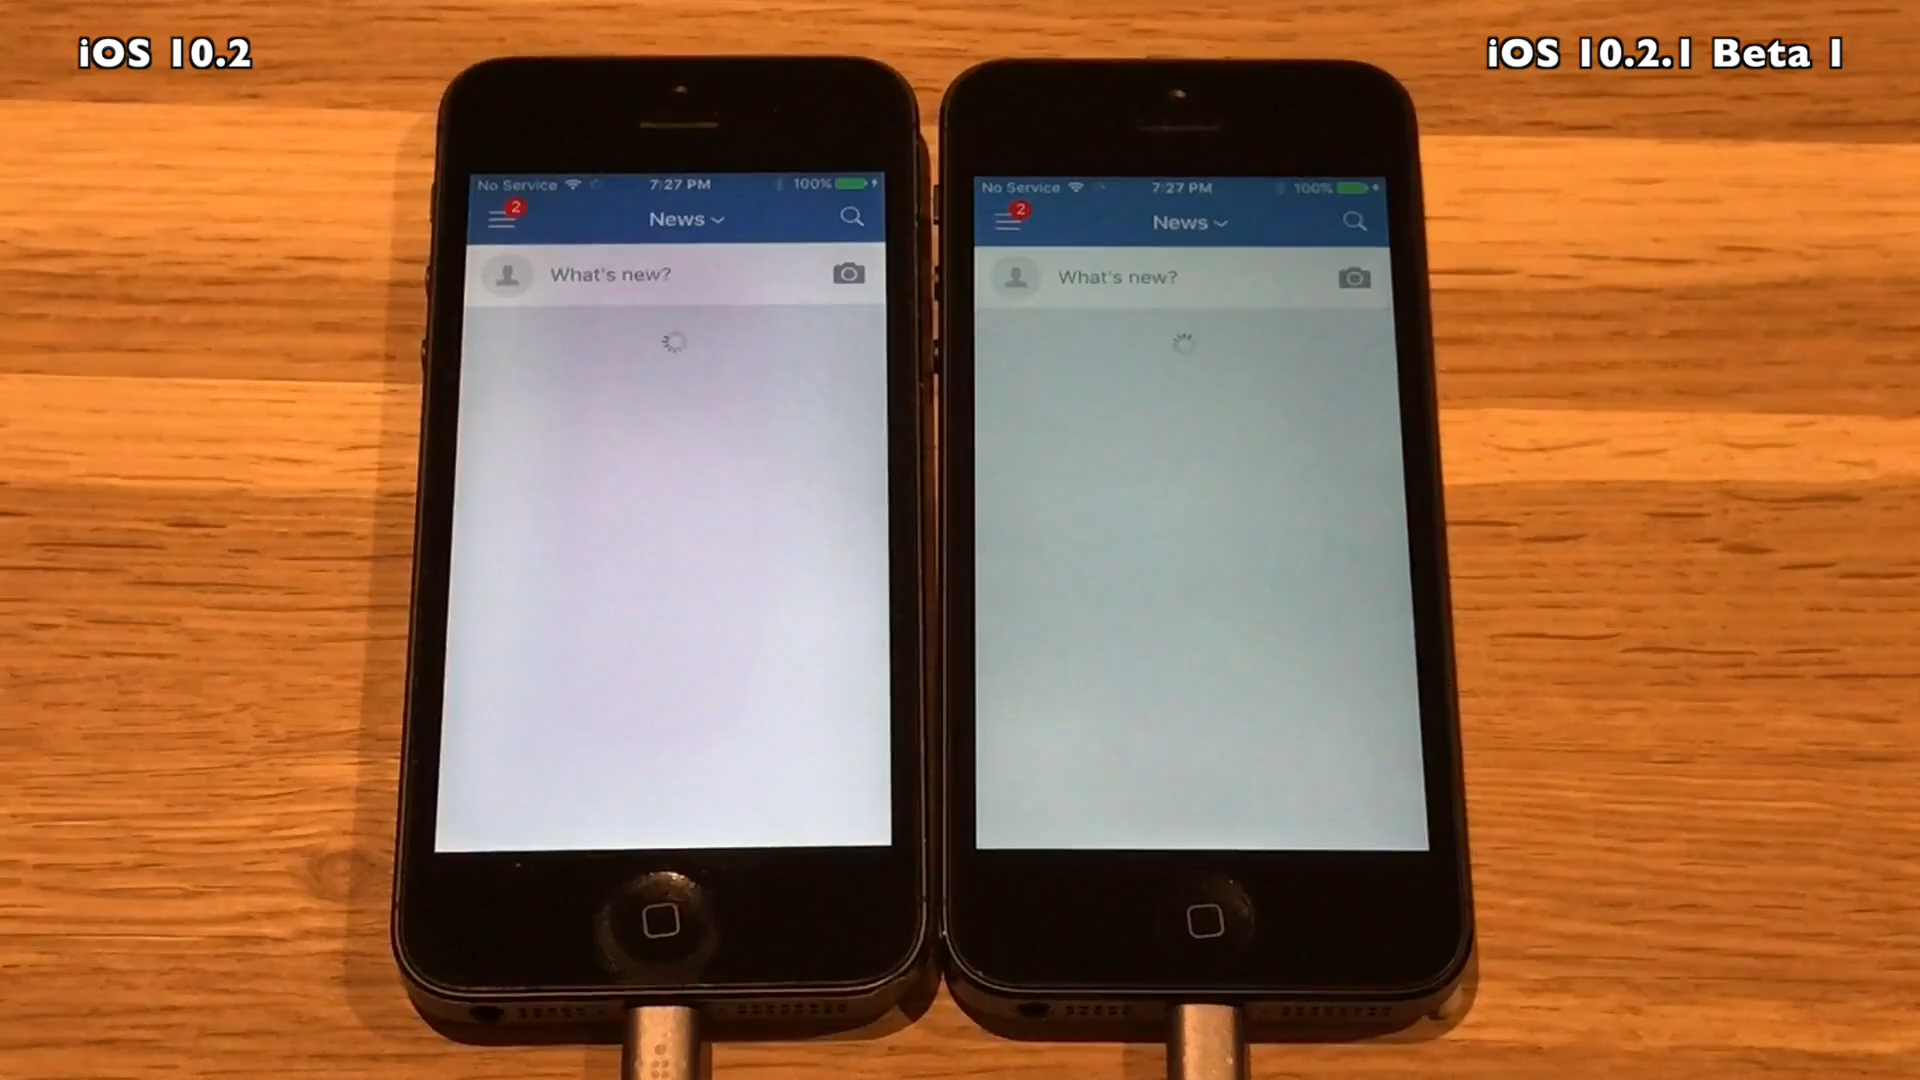 iOS 10.2
iOS 10.2.1 Beta 1
No Service 7:27 PM 100%
2
News
What's new?
No Service 7:27 PM 100%
2
News
What's new?